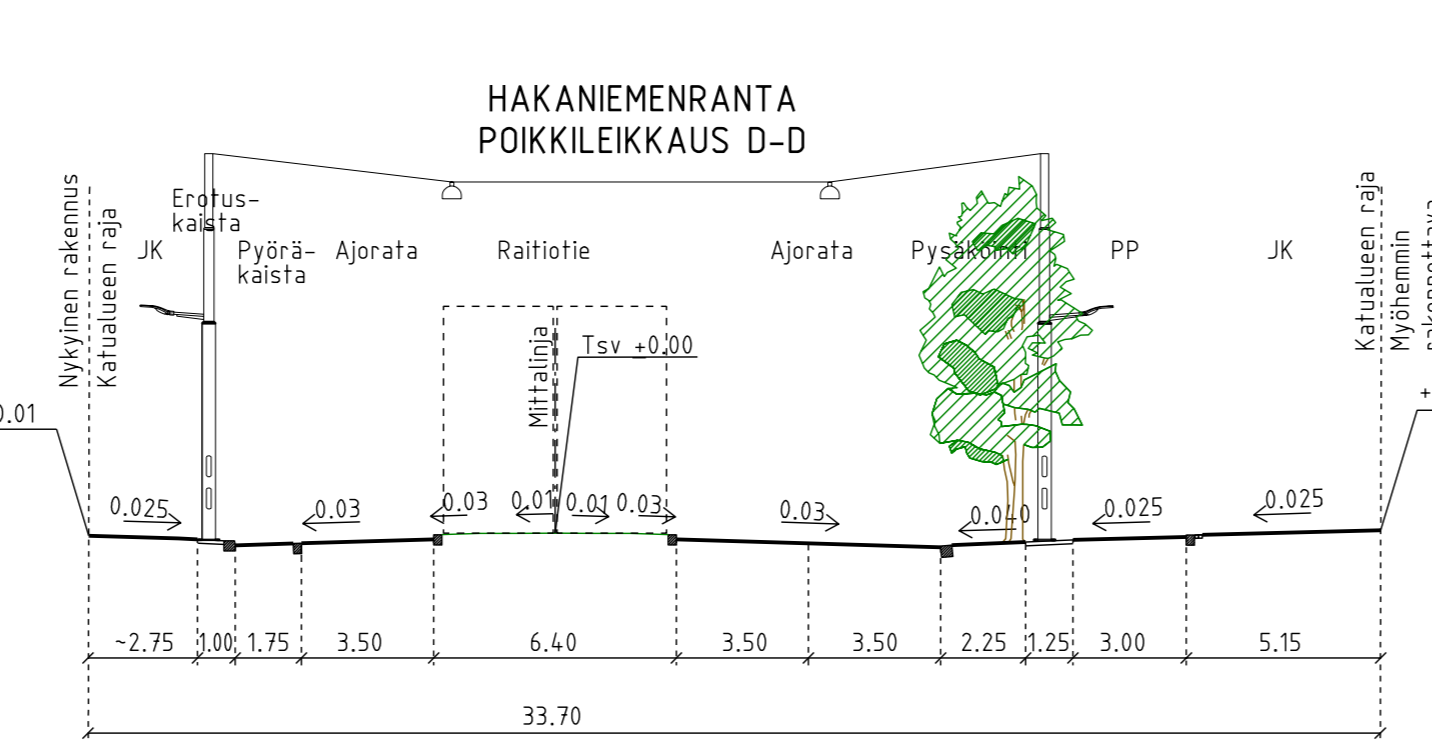 HAKANIEMENRANTA
POIKKILEIKKAUS D-D
Nykyinen rakennus
Katualueen raja
Erotus-
kaista
JK
Pyörä-
kaista
Ajorata
Raitiotie
Ajorata
Pysäköinti
PP
JK
Katualueen raja
Myöhemmin
rakennettava
Mittalinja
Tsv +0.00
0.01
+
0.025
0.03
0.03
0.01
0.01
0.03
0.03
0.040
0.025
0.025
~2.75
1.00
1.75
3.50
6.40
3.50
3.50
2.25
1.25
3.00
5.15
33.70